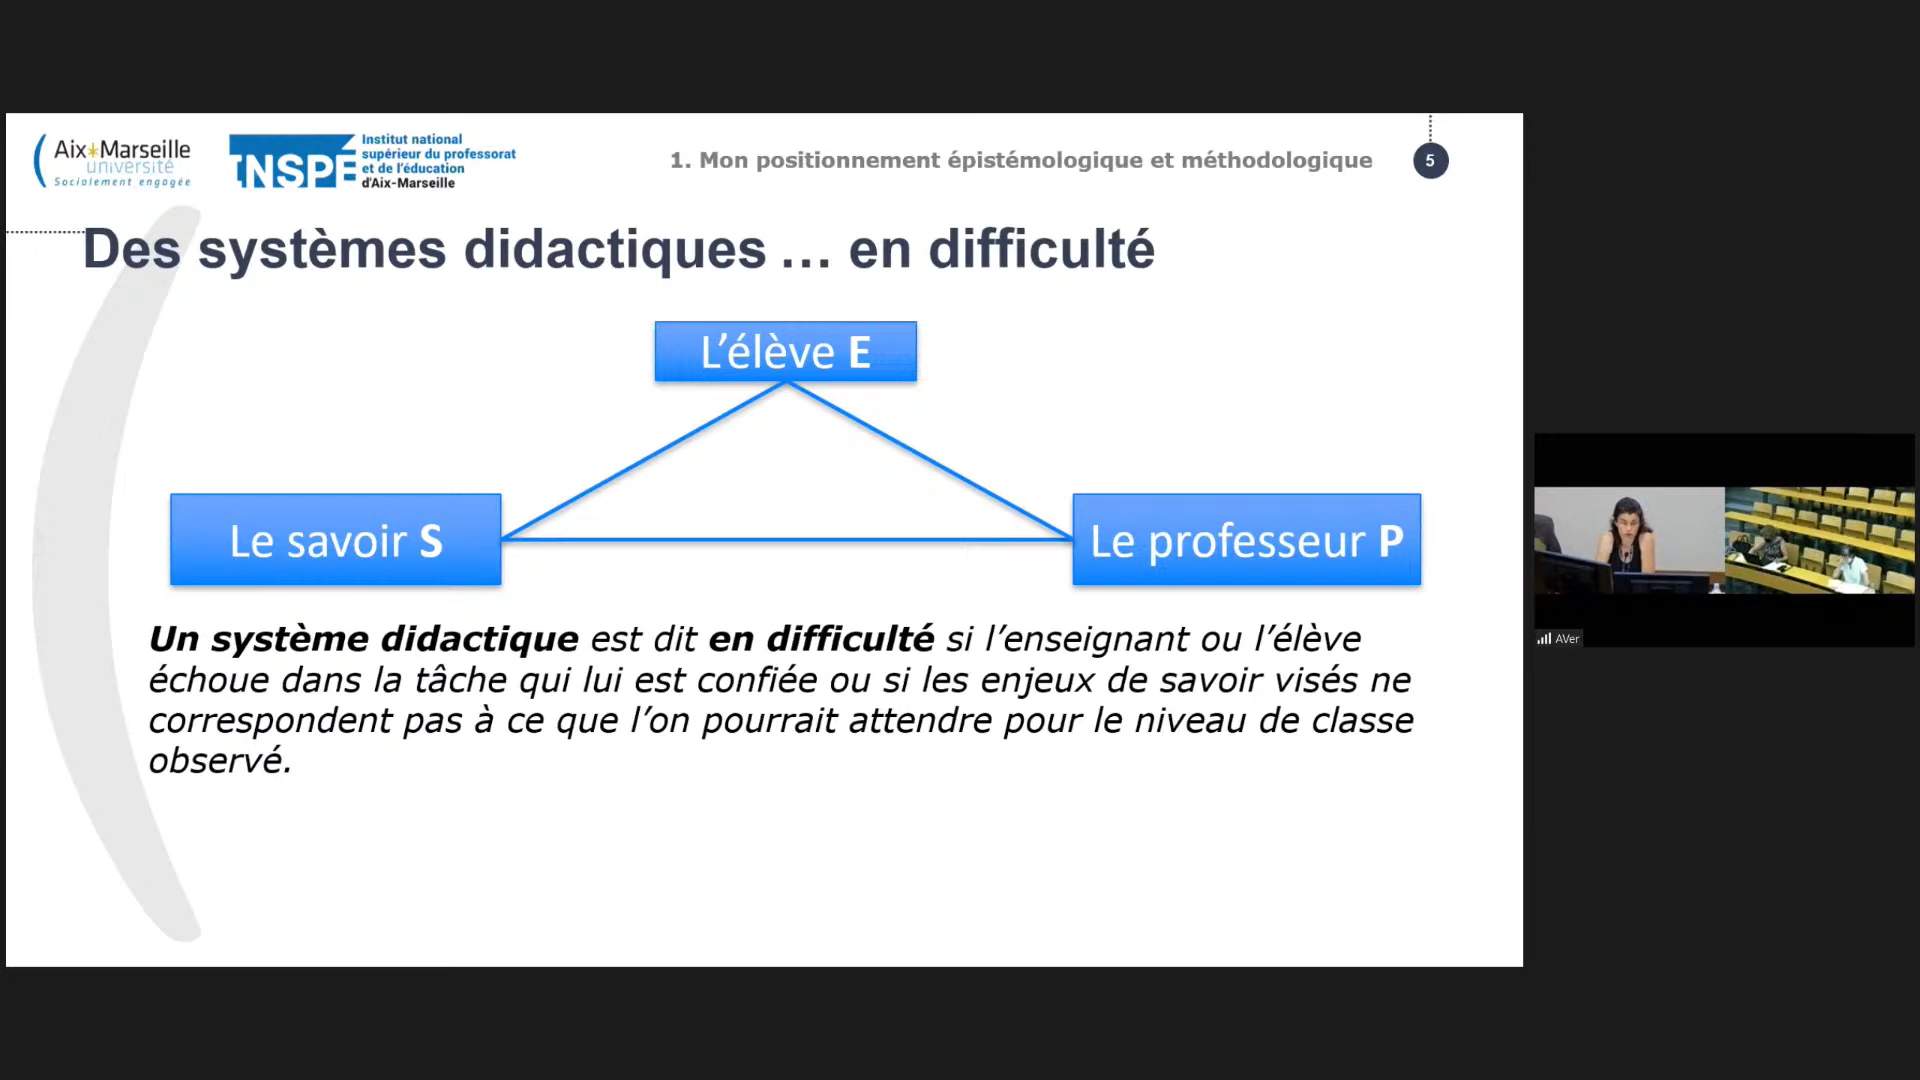 Aix✶Marseille
université
Socialement engagée
INSPÉ
Institut national
supérieur du professorat
et de l'éducation
d'Aix-Marseille
1. Mon positionnement épistémologique et méthodologique
5
Des systèmes didactiques … en difficulté
L’élève E
Le savoir S
Le professeur P
Un système didactique est dit en difficulté si l’enseignant ou l’élève
échoue dans la tâche qui lui est confiée ou si les enjeux de savoir visés ne
correspondent pas à ce que l’on pourrait attendre pour le niveau de classe
observé.
AVer